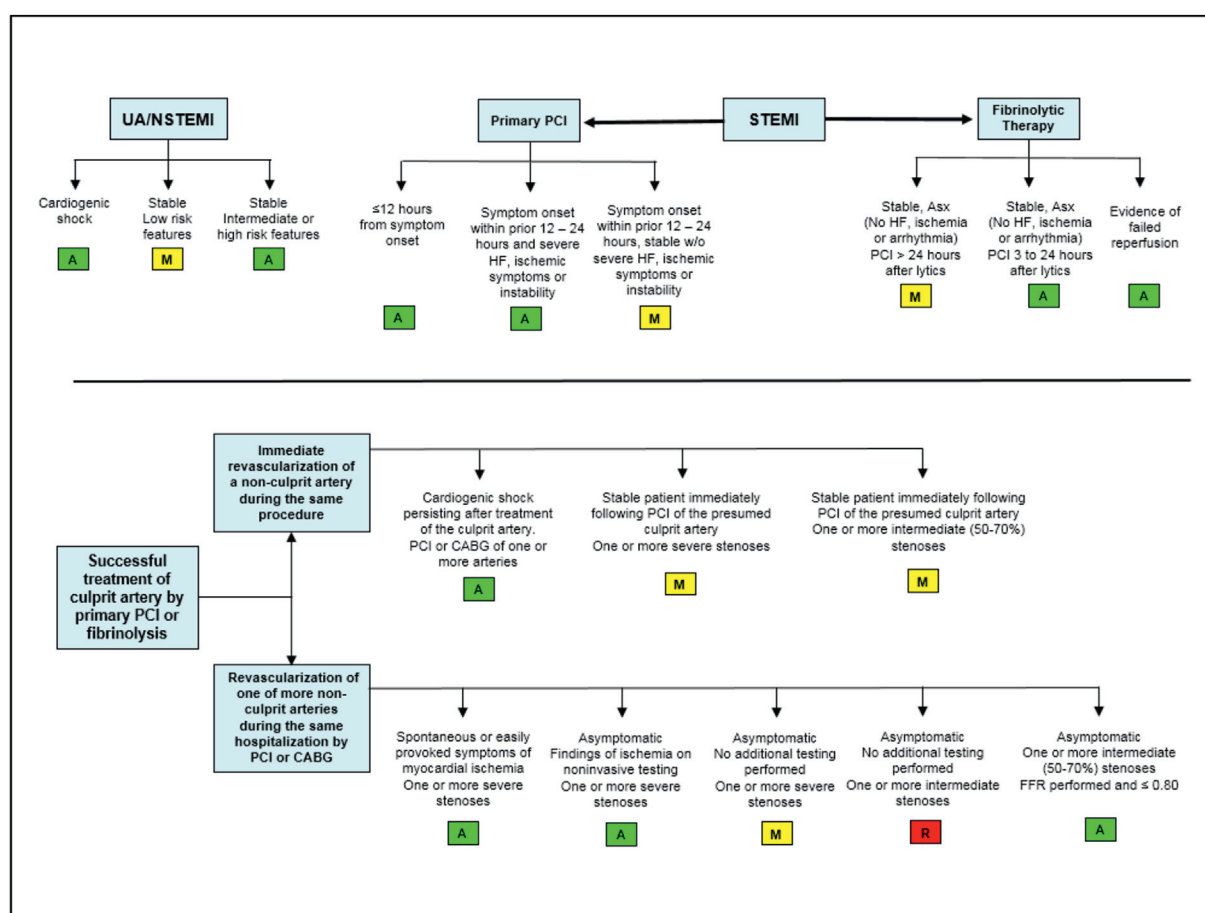 UA/NSTEMI
Cardiogenic
shock
A
Stable
Low risk
features
M
Stable
Intermediate or
high risk features
A
STEMI
Primary PCI
≤12 hours
from symptom
onset
A
Symptom onset
within prior 12 – 24
hours and severe
HF, ischemic
symptoms or
instability
A
Symptom onset
within prior 12 – 24
hours, stable w/o
severe HF, ischemic
symptoms or
instability
M
Fibrinolytic
Therapy
Stable, Asx
(No HF, ischemia
or arrhythmia)
PCI > 24 hours
after lytics
M
Stable, Asx
(No HF, ischemia
or arrhythmia)
PCI 3 to 24 hours
after lytics
A
Evidence of
failed
reperfusion
A
Successful
treatment of
culprit artery by
primary PCI or
fibrinolysis
Immediate
revascularization of
a non-culprit artery
during the same
procedure
Cardiogenic shock
persisting after treatment
of the culprit artery.
PCI or CABG of one or
more arteries
A
Stable patient immediately
following PCI of the presumed
culprit artery
One or more severe stenoses
M
Stable patient immediately following
PCI of the presumed culprit artery
One or more intermediate (50-70%)
stenoses
M
Revascularization of
one of more non-
culprit arteries
during the same
hospitalization by
PCI or CABG
Spontaneous or easily
provoked symptoms of
myocardial ischemia
One or more severe
stenoses
A
Asymptomatic
Findings of ischemia on
noninvasive testing
One or more severe
stenoses
A
Asymptomatic
No additional testing
performed
One or more severe
stenoses
M
Asymptomatic
No additional testing
performed
One or more intermediate
stenoses
R
Asymptomatic
One or more intermediate
(50-70%) stenoses
FFR performed and ≤ 0.80
A